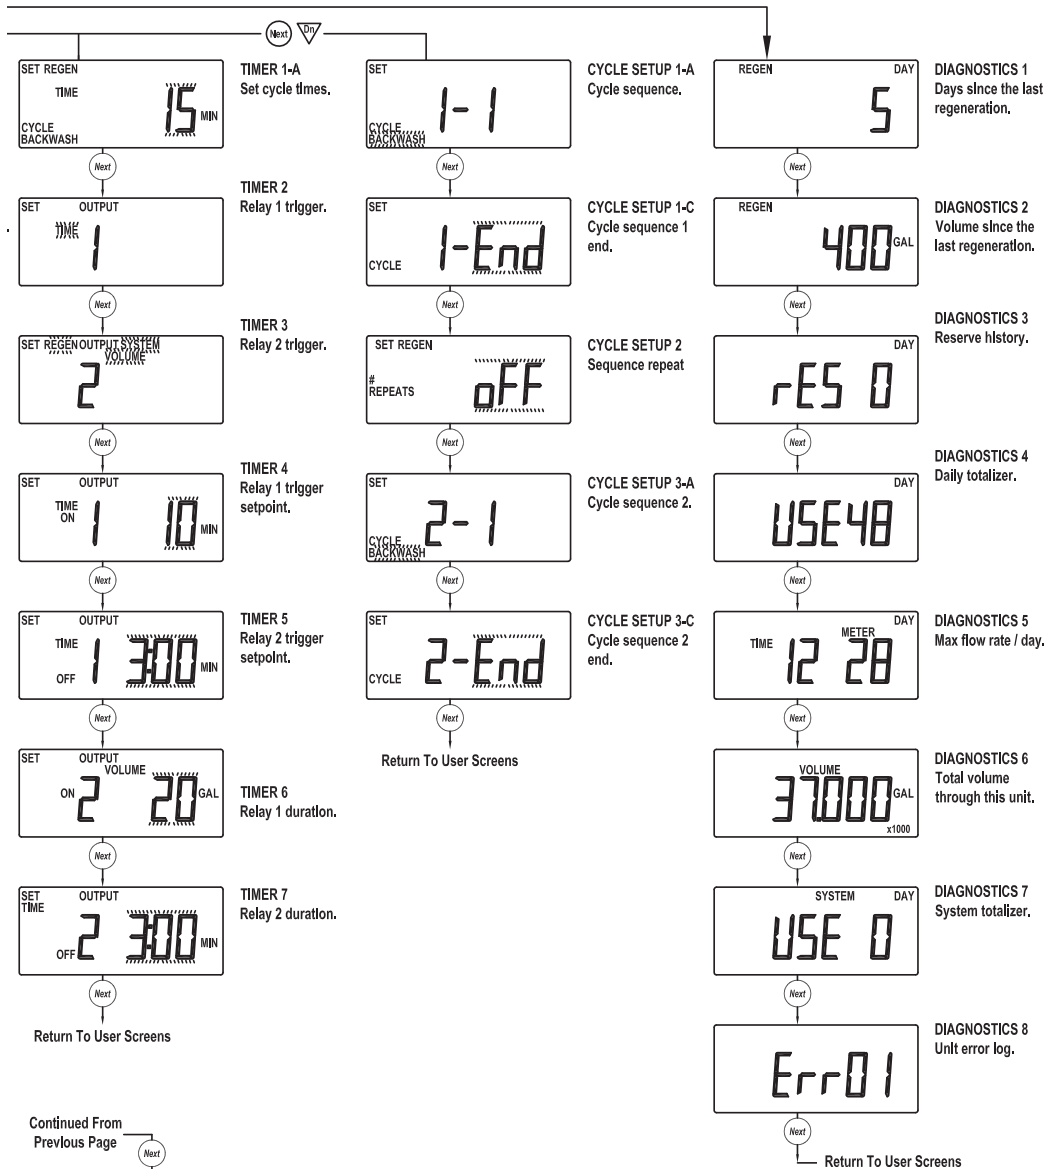 Next Dn
SET REGEN
TIME
15 MIN
CYCLE
BACKWASH
TIMER 1-A
Set cycle times.
Next
SET OUTPUT
TIME
1
TIMER 2
Relay 1 trigger.
Next
SET REGEN OUTPUT SYSTEM
VOLUME
2
TIMER 3
Relay 2 trigger.
Next
SET OUTPUT
TIME
ON
1 10 MIN
TIMER 4
Relay 1 trigger
setpoint.
Next
SET OUTPUT
TIME
1 3:00 MIN
OFF
TIMER 5
Relay 2 trigger
setpoint.
Next
SET OUTPUT
VOLUME
ON 2 20 GAL
TIMER 6
Relay 1 duration.
Next
SET OUTPUT
TIME
2 3:00 MIN
OFF
TIMER 7
Relay 2 duration.
Next
Return To User Screens
Continued From
Previous Page
Next
SET
1-1
CYCLE
BACKWASH
CYCLE SETUP 1-A
Cycle sequence.
Next
SET
1-End
CYCLE
CYCLE SETUP 1-C
Cycle sequence 1
end.
Next
SET REGEN
#
REPEATS
oFF
CYCLE SETUP 2
Sequence repeat
Next
SET
2-1
CYCLE
BACKWASH
CYCLE SETUP 3-A
Cycle sequence 2.
Next
SET
2-End
CYCLE
CYCLE SETUP 3-C
Cycle sequence 2
end.
Next
Return To User Screens
REGEN DAY
5
DIAGNOSTICS 1
Days since the last
regeneration.
Next
REGEN
400 GAL
DIAGNOSTICS 2
Volume since the
last regeneration.
Next
DAY
rES 0
DIAGNOSTICS 3
Reserve history.
Next
DAY
USE48
DIAGNOSTICS 4
Daily totalizer.
Next
DAY
METER
TIME 12 28
DIAGNOSTICS 5
Max flow rate / day.
Next
VOLUME
37.000 GAL
x1000
DIAGNOSTICS 6
Total volume
through this unit.
Next
SYSTEM DAY
USE 0
DIAGNOSTICS 7
System totalizer.
Next
Err01
DIAGNOSTICS 8
Unit error log.
Next
Return To User Screens